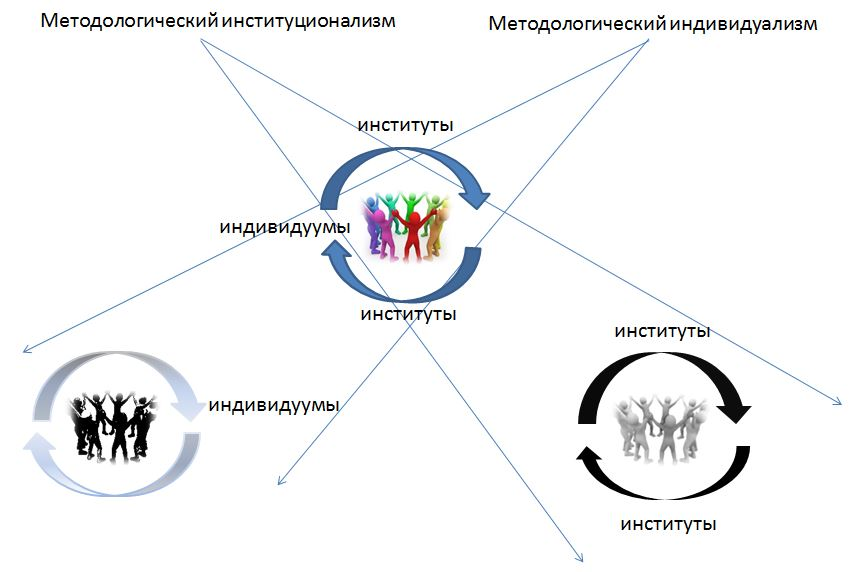 Методологический институционализм
Методологический индивидуализм
институты
индивидуумы
институты
институты
индивидуумы
институты